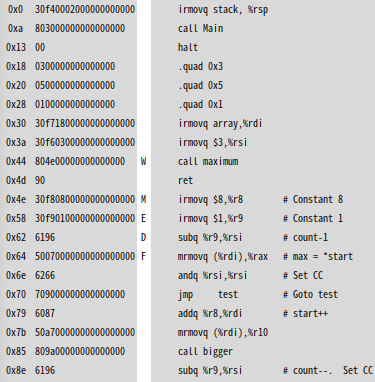 0x0 30f40002000000000000 irmovq stack, %rsp
0xa 803000000000000000 call Main
0x13 00 halt
0x18 0300000000000000 .quad 0x3
0x20 0500000000000000 .quad 0x5
0x28 0100000000000000 .quad 0x1
0x30 30f71800000000000000 irmovq array,%rdi
0x3a 30f60300000000000000 irmovq $3,%rsi
0x44 804e00000000000000 W call maximum
0x4d 90 ret
0x4e 30f80800000000000000 M irmovq $8,%r8 # Constant 8
0x58 30f90100000000000000 E irmovq $1,%r9 # Constant 1
0x62 6196 D subq %r9,%rsi # count-1
0x64 50070000000000000000 F mrmovq (%rdi),%rax # max = *start
0x6e 6266 andq %rsi,%rsi # Set CC
0x70 709000000000000000 jmp test # Goto test
0x79 6087 addq %r8,%rdi # start++
0x7b 50a70000000000000000 mrmovq (%rdi),%r10
0x85 809a00000000000000 call bigger
0x8e 6196 subq %r9,%rsi # count--. Set CC